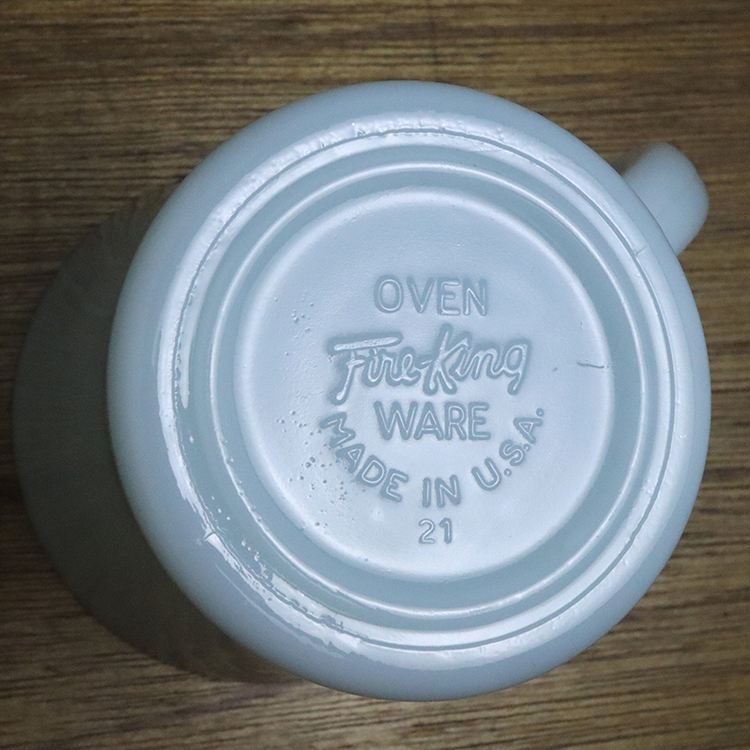 OVEN
Fire-King
WARE
MADE IN U.S.A.
21